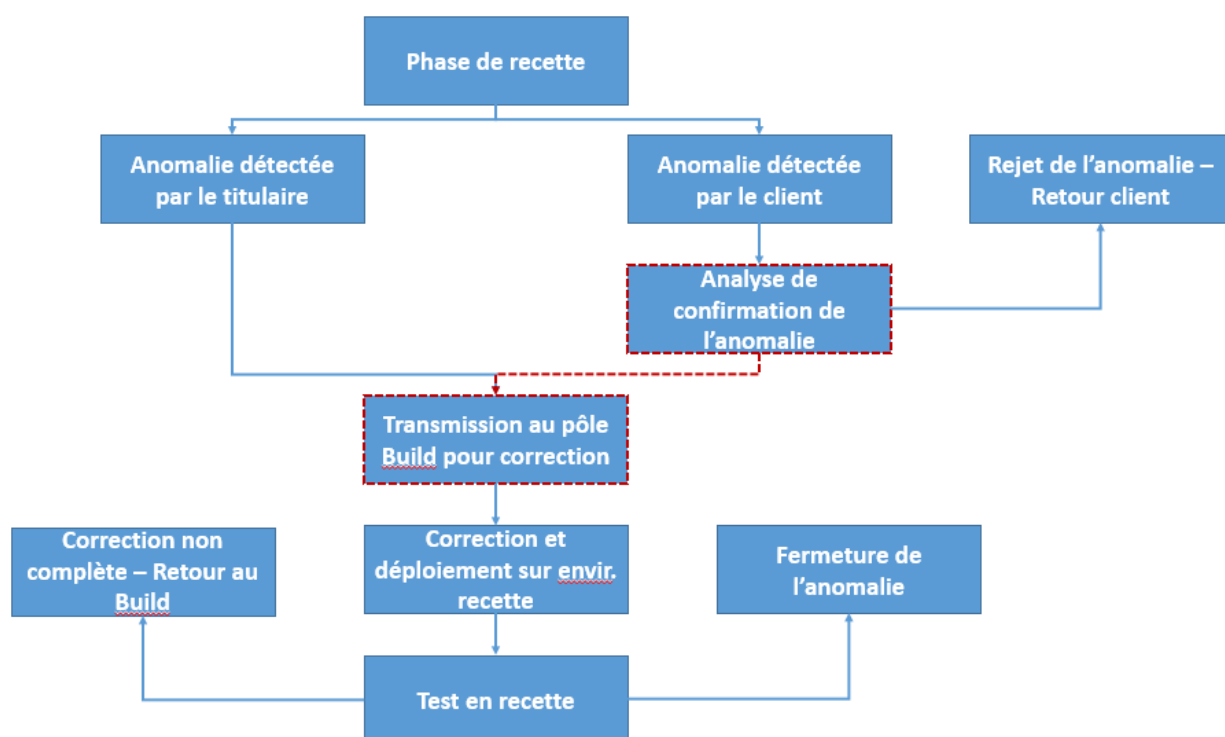 Phase de recette
Anomalie détectée
par le titulaire
Anomalie détectée
par le client
Rejet de l’anomalie –
Retour client
Analyse de
confirmation de
l’anomalie
Transmission au pôle
Build pour correction
Correction non
complète – Retour au
Build
Correction et
déploiement sur envir.
recette
Fermeture de
l’anomalie
Test en recette